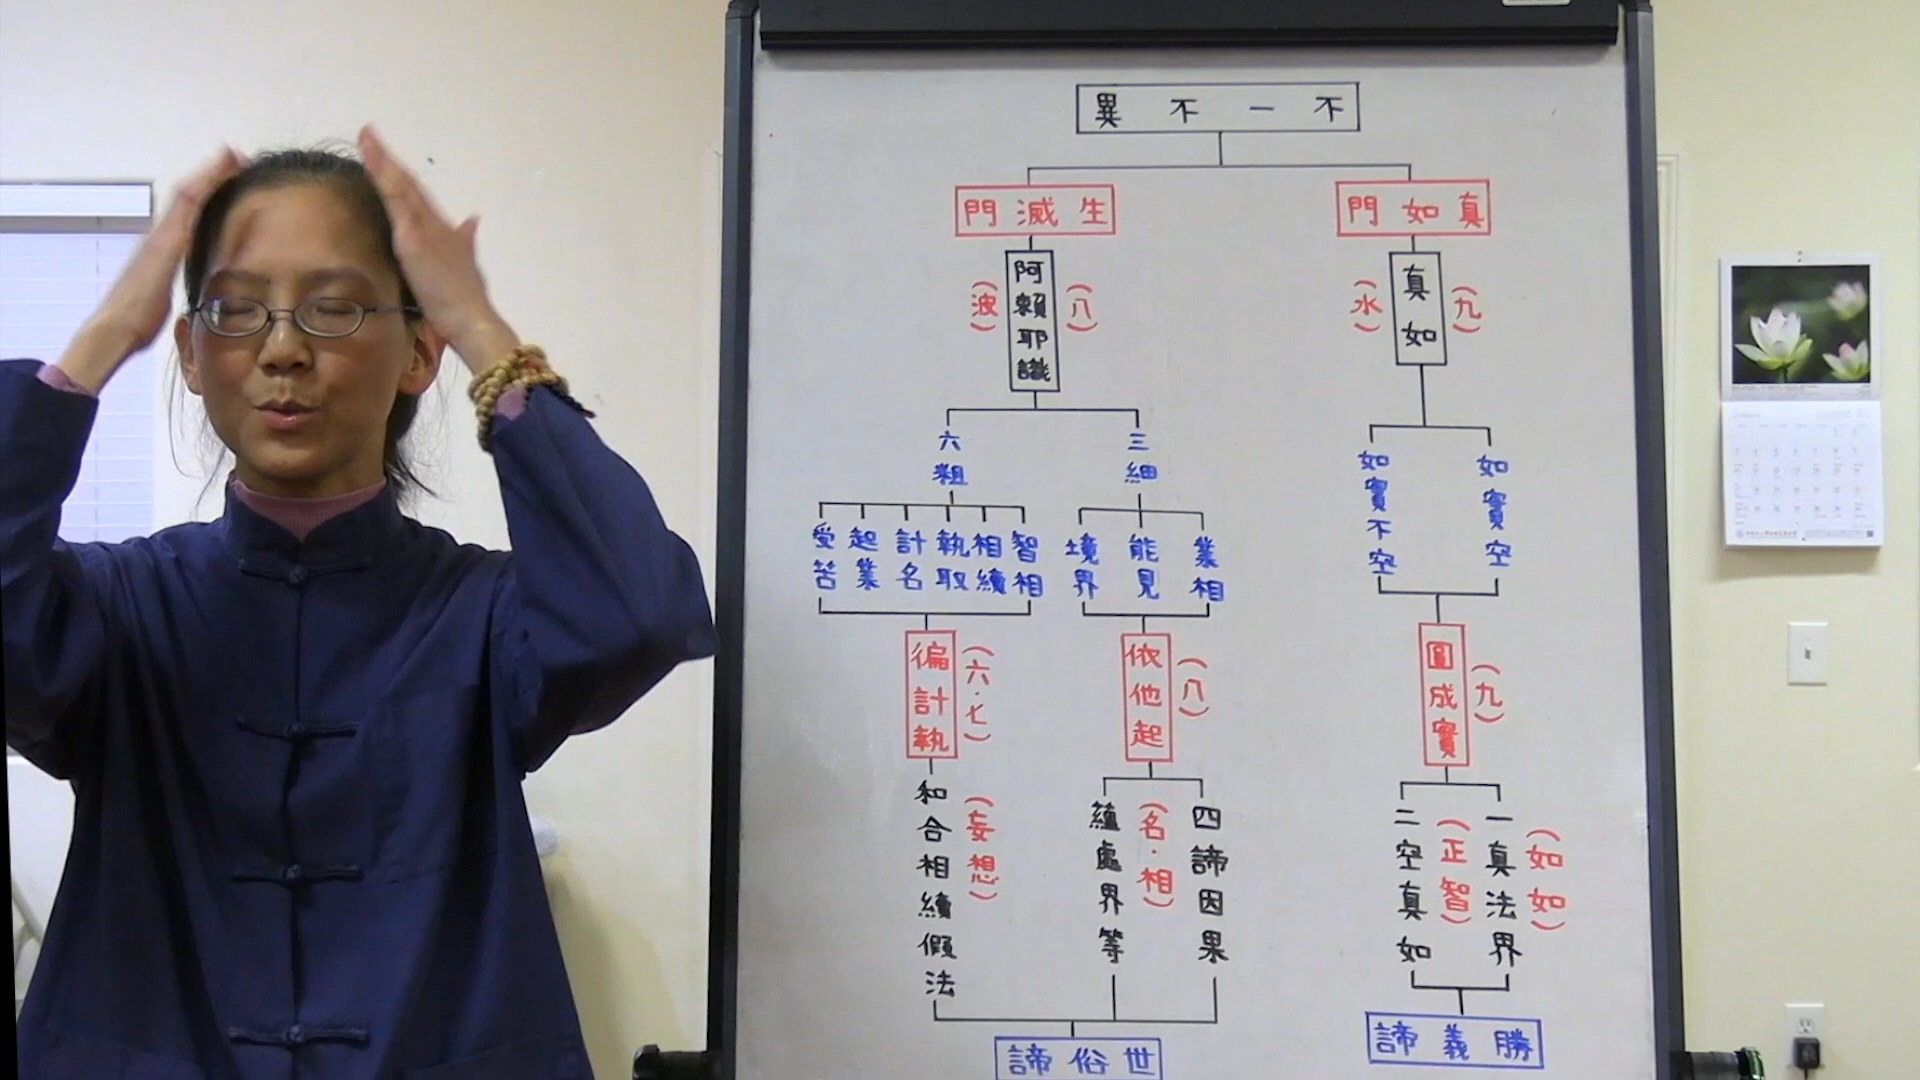 不一不異
真如門
生滅門
真如
(九)
(水)
阿賴耶識
(八)
(波)
如實空
如實不空
三細
六粗
業相
能見
境界
智相
相續
執取
計名
起業
受苦
圓成實
(九)
依他起
(八)
徧計執
(六·七)
一真法界
(如如)
二空真如
(正智)
四諦因果
(名·相)
蘊處界等
和合相續假法
(妄想)
勝義諦
世俗諦